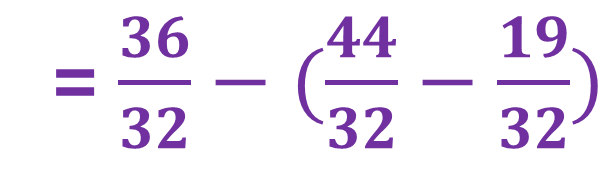 = 36/32 − (44/32 − 19/32)